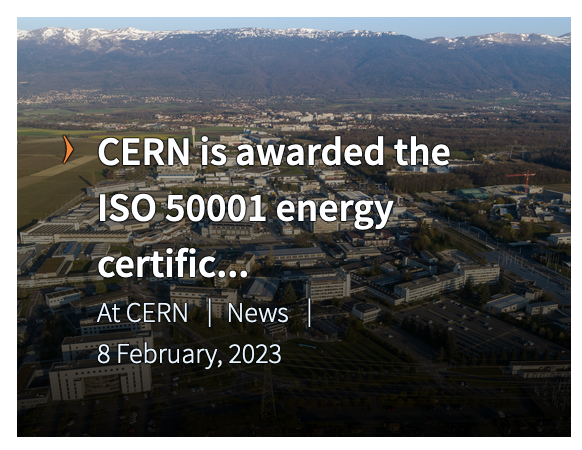 CERN is awarded the
ISO 50001 energy
certific...
At CERN | News |
8 February, 2023